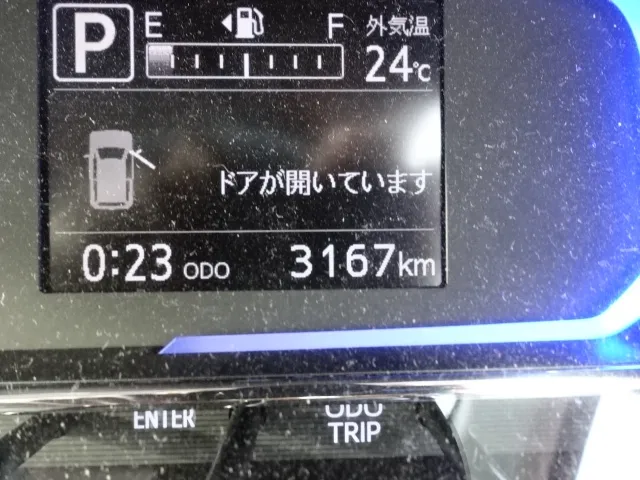 P E F 外気温
24℃
ドアが開いています
0:23 ODO 3167km
ENTER ODO
TRIP